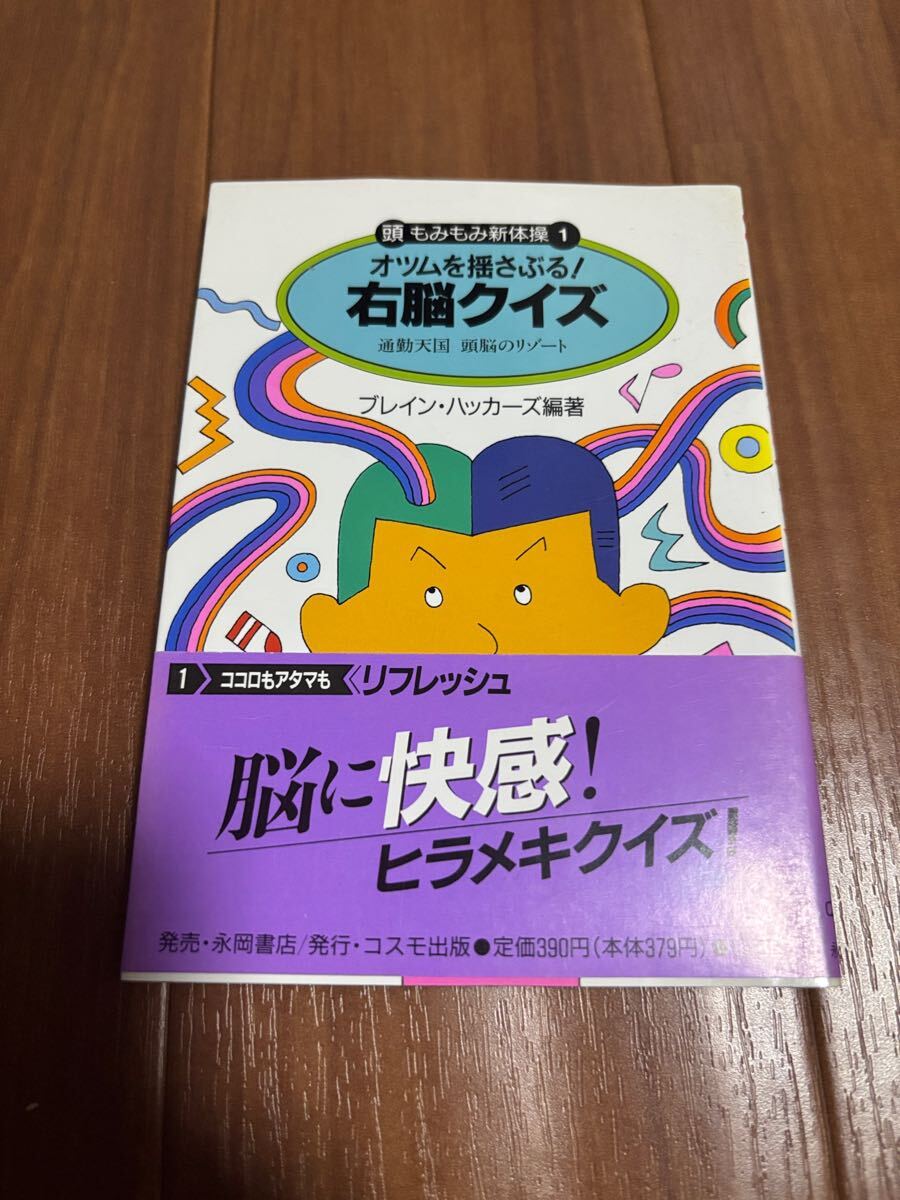 頭 もみもみ新体操 1
オツムを揺さぶる!
右脳クイズ
通勤天国 頭脳のリゾート
ブレイン・ハッカーズ編著
1 ココロもアタマも リフレッシュ
脳に快感!
ヒラメキクイズ!
発売・永岡書店/発行・コスモ出版●定価390円(本体379円)